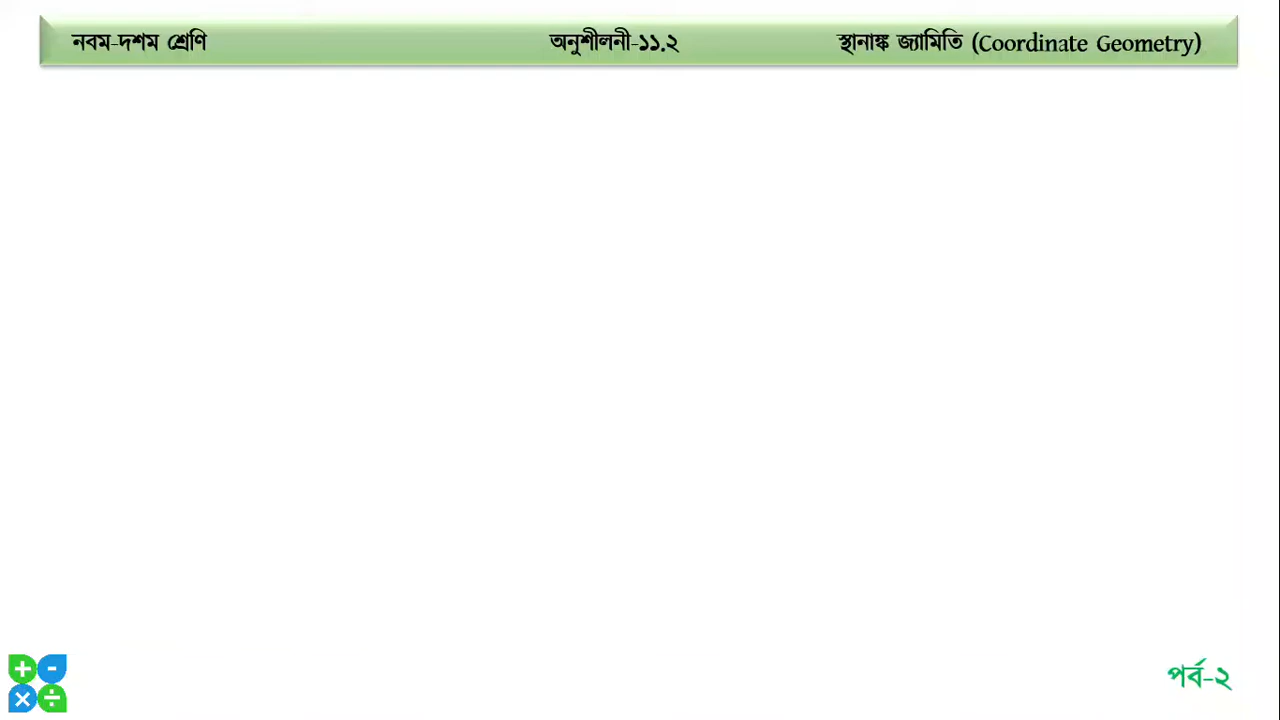 নবম-দশম শ্রেণি অনুশীলনী-১১.২ স্থানাঙ্ক জ্যামিতি (Coordinate Geometry)
পর্ব-২